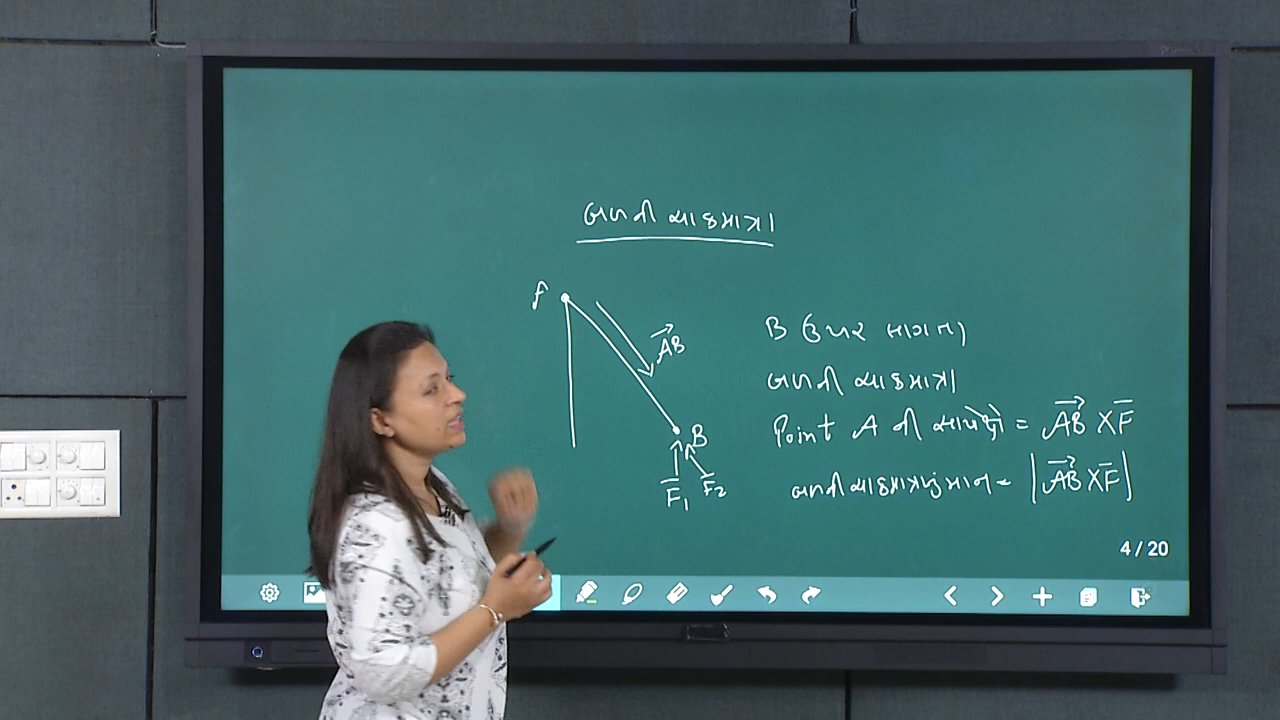 બળની ચાકમાત્રા
A
AB
B
F₁ F₂
B ઉપર લાગતા
બળની ચાકમાત્રા
Point A ની = AB X F
બળની ચાકમાત્રાનું માન = |AB X F|
4 / 20